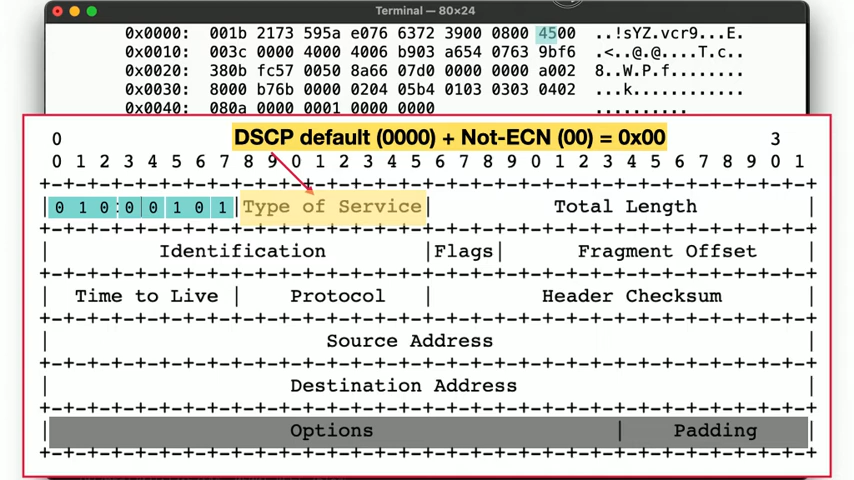 Terminal — 80×24
0x0000: 001b 2173 595a e076 6372 3900 0800 4500 ..!sYZ.vcr9...E.
0x0010: 003c 0000 4000 4006 b903 a654 0763 9bf6 .<..@.@....T.c..
0x0020: 380b fc57 0050 8a66 07d0 0000 0000 a002 8..W.P.f........
0x0030: 8000 b76b 0000 0204 05b4 0103 0303 0402 ...k............
0x0040: 080a 0000 0001 0000 0000 ..........
DSCP default (0000) + Not-ECN (00) = 0x00
0 3
0 1 2 3 4 5 6 7 8 9 0 1 2 3 4 5 6 7 8 9 0 1 2 3 4 5 6 7 8 9 0 1
+-+-+-+-+-+-+-+-+-+-+-+-+-+-+-+-+-+-+-+-+-+-+-+-+-+-+-+-+-+-+-+-+
|0 1 0 0 0 1 0 1|Type of Service| Total Length |
+-+-+-+-+-+-+-+-+-+-+-+-+-+-+-+-+-+-+-+-+-+-+-+-+-+-+-+-+-+-+-+-+
| Identification |Flags| Fragment Offset |
+-+-+-+-+-+-+-+-+-+-+-+-+-+-+-+-+-+-+-+-+-+-+-+-+-+-+-+-+-+-+-+-+
| Time to Live | Protocol | Header Checksum |
+-+-+-+-+-+-+-+-+-+-+-+-+-+-+-+-+-+-+-+-+-+-+-+-+-+-+-+-+-+-+-+-+
| Source Address |
+-+-+-+-+-+-+-+-+-+-+-+-+-+-+-+-+-+-+-+-+-+-+-+-+-+-+-+-+-+-+-+-+
| Destination Address |
+-+-+-+-+-+-+-+-+-+-+-+-+-+-+-+-+-+-+-+-+-+-+-+-+-+-+-+-+-+-+-+-+
| Options | Padding |
+-+-+-+-+-+-+-+-+-+-+-+-+-+-+-+-+-+-+-+-+-+-+-+-+-+-+-+-+-+-+-+-+